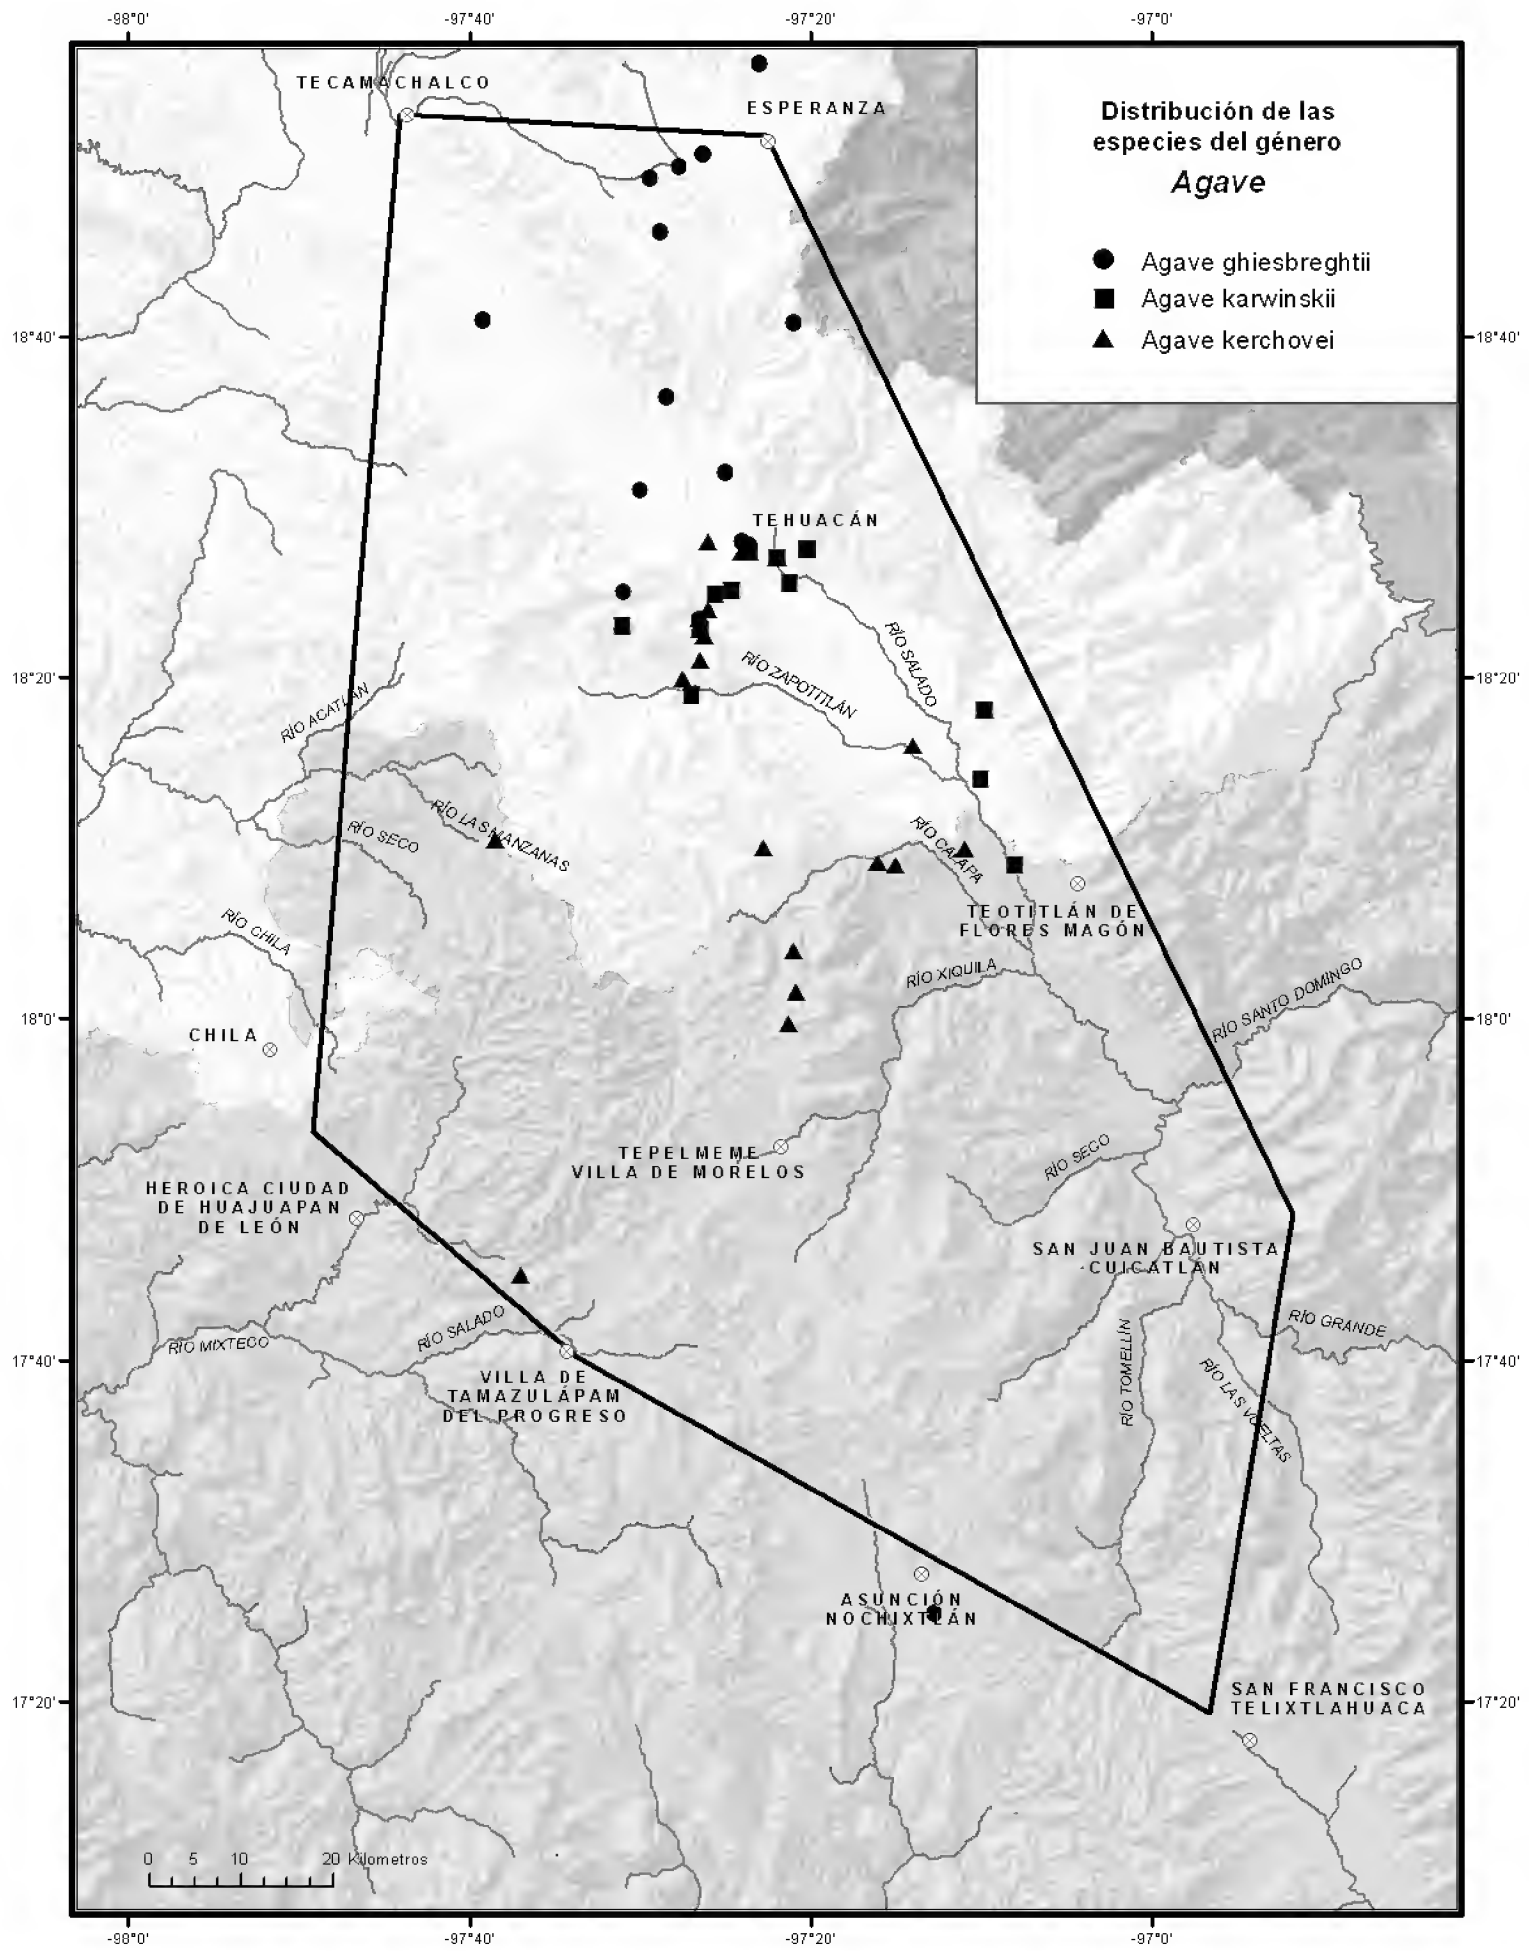 -98°0' -97°40' -97°20' -97°0'
TECAMACHALCO
ESPERANZA
Distribución de las
especies del género
Agave
Agave ghiesbreghtii
Agave karwinskii
Agave kerchovei
18°40' 18°40'
TEHUACÁN
RÍO SALADO
RÍO ZAPOTITLÁN
18°20' 18°20'
RÍO ACATLÁN
RÍO LAS MANZANAS
RÍO SECO
RÍO CALAPA
TEOTITLÁN DE
FLORES MAGÓN
RÍO CHILA
RÍO XIQUILA
RÍO SANTO DOMINGO
18°0' 18°0'
CHILA
TEPELMEME
VILLA DE MORELOS
RÍO SECO
HEROICA CIUDAD
DE HUAJUAPAN
DE LEÓN
SAN JUAN BAUTISTA
CUICATLÁN
RÍO GRANDE
RÍO SALADO
RÍO MIXTECO
17°40' 17°40'
RÍO TOMELLÍN
RÍO LAS VUELTAS
VILLA DE
TAMAZULÁPAM
DEL PROGRESO
ASUNCIÓN
NOCHIXTLÁN
SAN FRANCISCO
TELIXTLAHUACA
17°20' 17°20'
0 5 10 20 Kilometros
-98°0' -97°40' -97°20' -97°0'